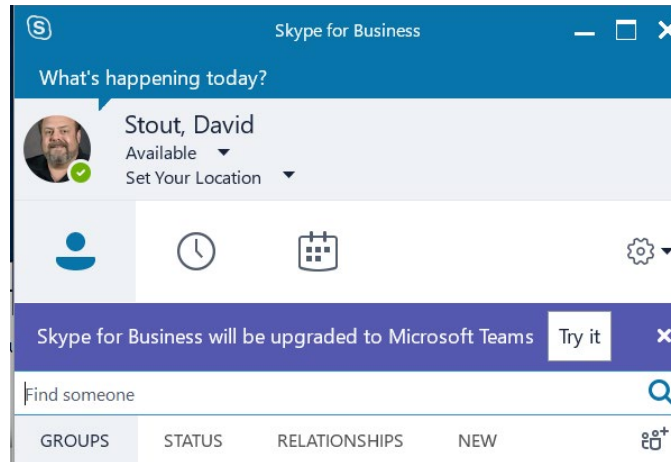 Skype for Business
What's happening today?
Stout, David
Available
Set Your Location
Skype for Business will be upgraded to Microsoft Teams Try it
Find someone
GROUPS STATUS RELATIONSHIPS NEW